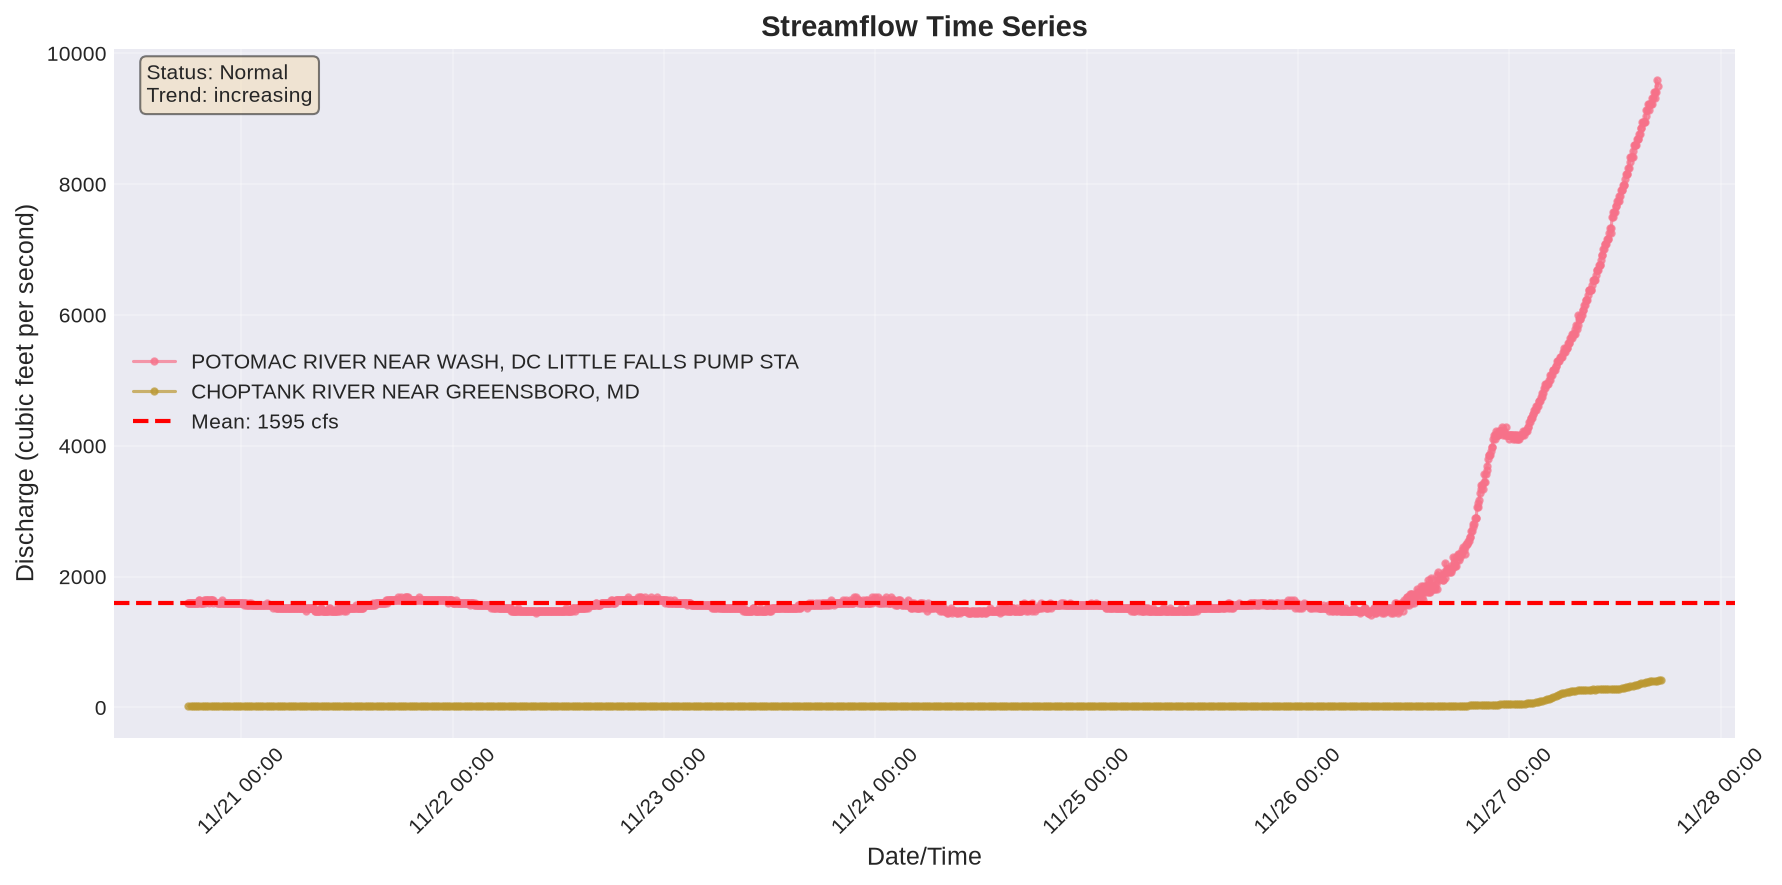 Streamflow Time Series
Status: Normal
Trend: increasing
Discharge (cubic feet per second)
10000
8000
6000
4000
2000
0
POTOMAC RIVER NEAR WASH, DC LITTLE FALLS PUMP STA
CHOPTANK RIVER NEAR GREENSBORO, MD
Mean: 1595 cfs
11/21 00:00
11/22 00:00
11/23 00:00
11/24 00:00
11/25 00:00
11/26 00:00
11/27 00:00
11/28 00:00
Date/Time